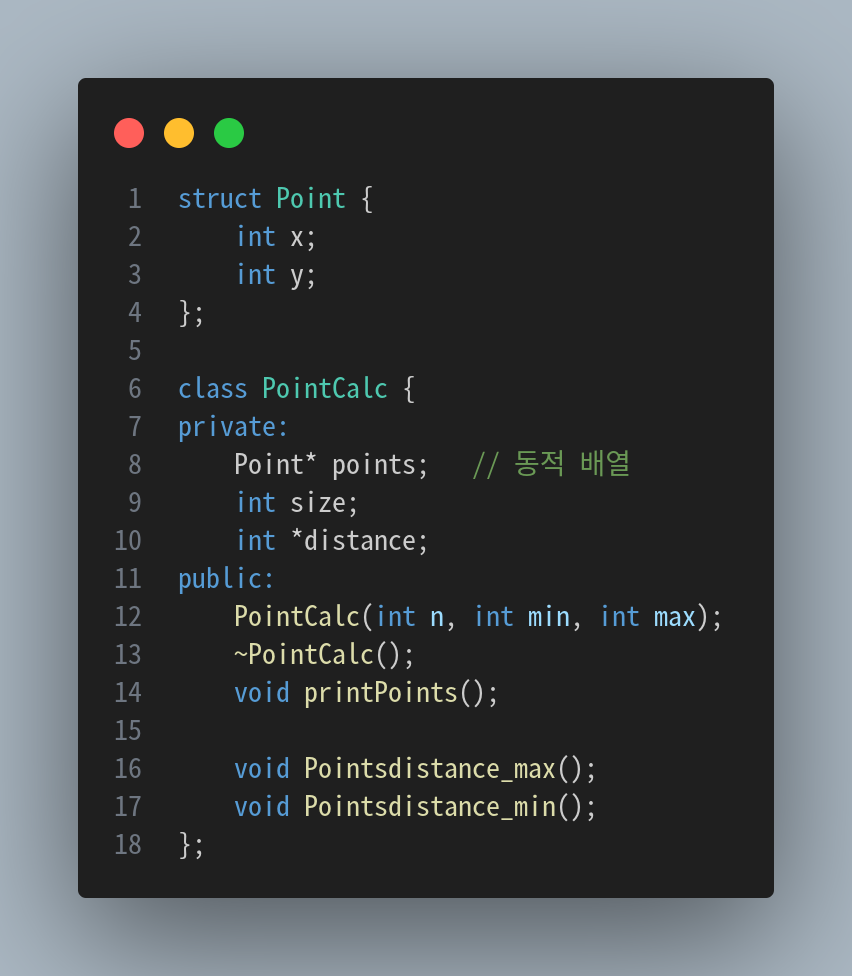 1 struct Point {
2     int x;
3     int y;
4 };
5
6 class PointCalc {
7 private:
8     Point* points;   // 동적 배열
9     int size;
10     int *distance;
11 public:
12     PointCalc(int n, int min, int max);
13     ~PointCalc();
14     void printPoints();
15
16     void Pointsdistance_max();
17     void Pointsdistance_min();
18 };